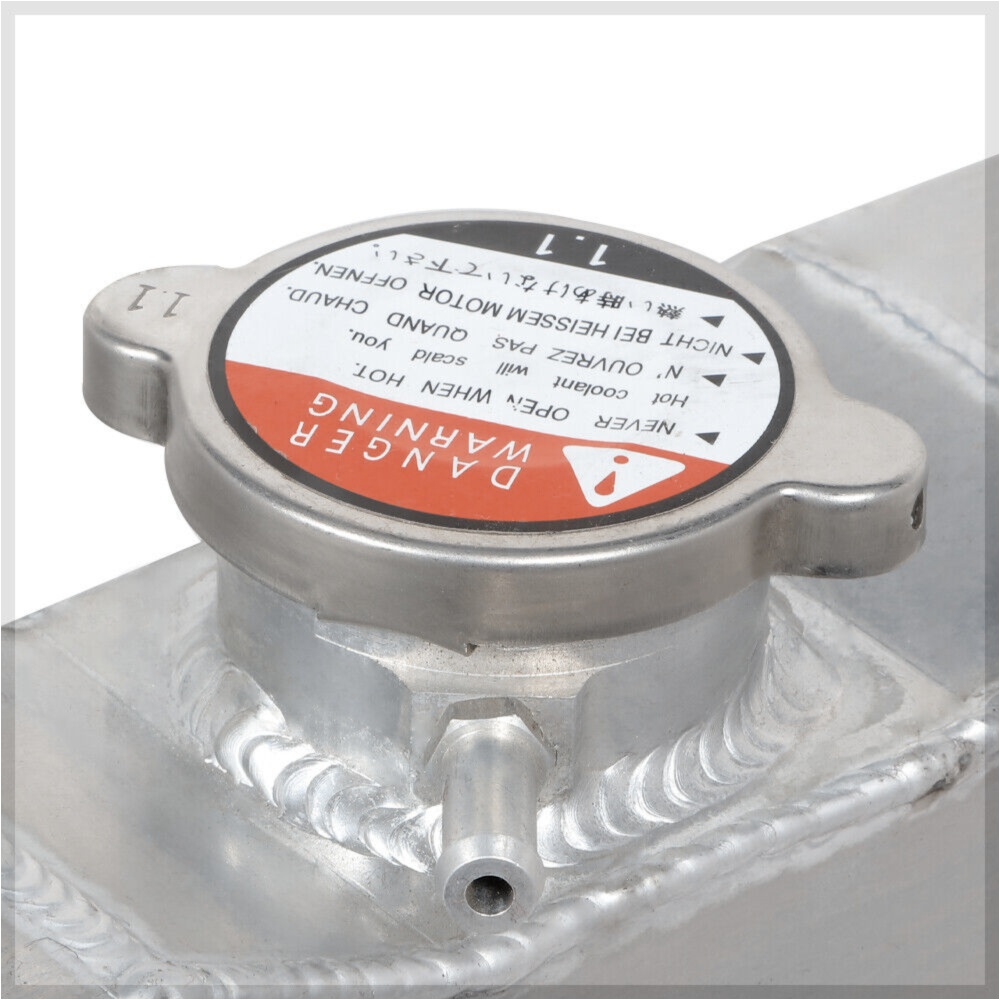 DANGER
WARNING
NEVER OPEN WHEN HOT.
Hot coolant will scald you.
N' OUVREZ PAS QUAND CHAUD.
NICHT BEI HEISSEM MOTOR OFFNEN.
熱い時あけないで下さい!
1.1
1.1